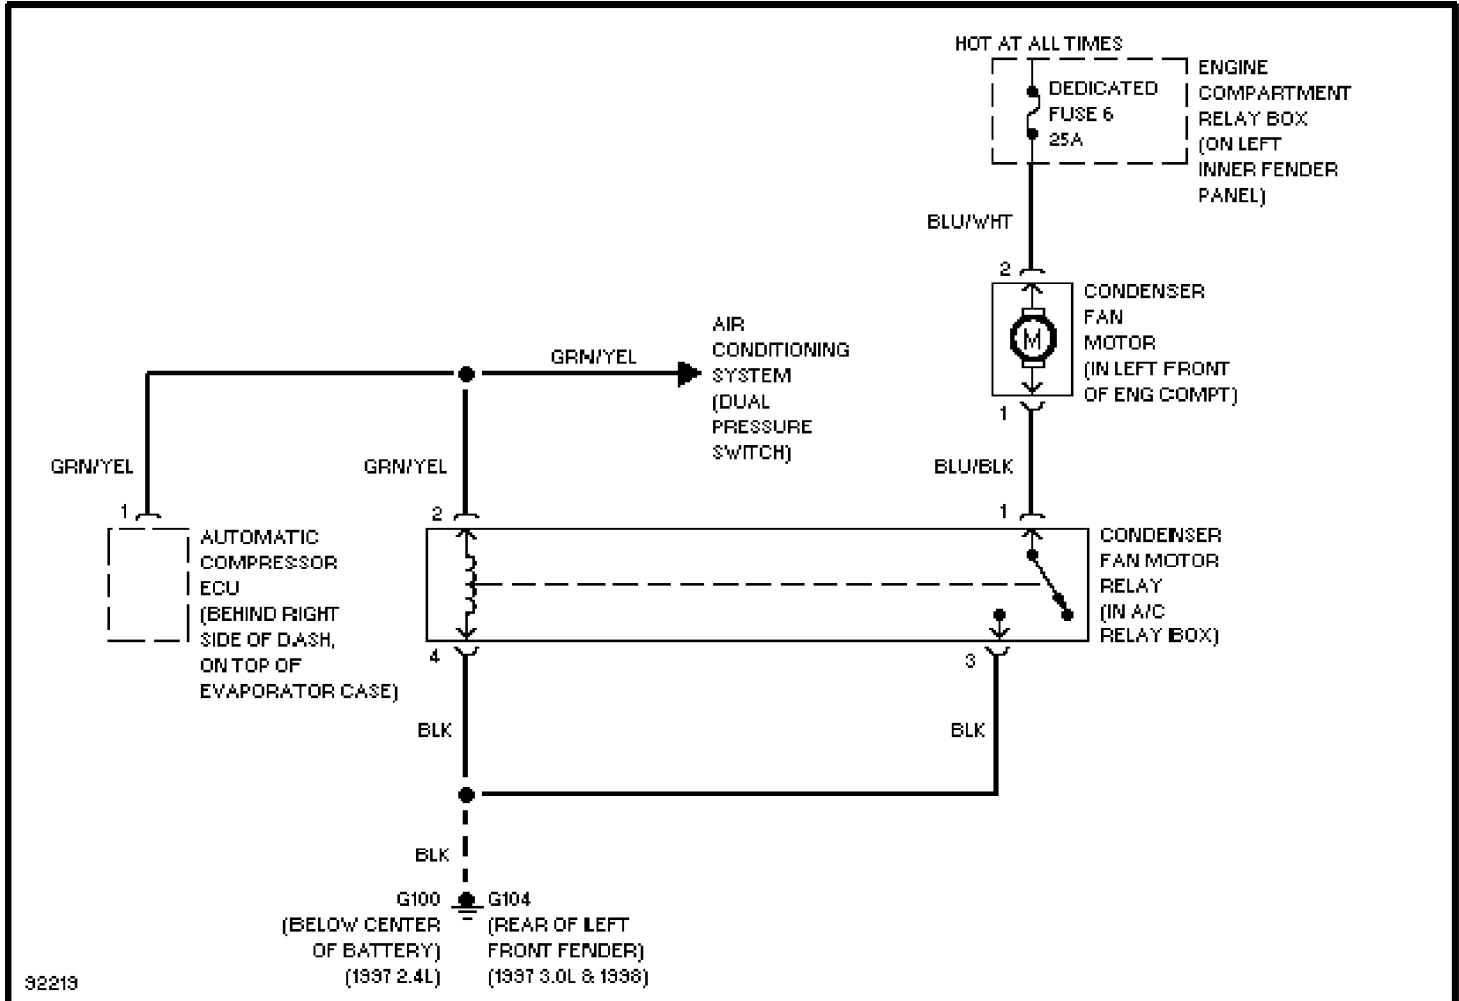 HOT AT ALL TIMES
DEDICATED
FUSE 6
25A
ENGINE
COMPARTMENT
RELAY BOX
(ON LEFT
INNER FENDER
PANEL)
BLU/WHT
2
CONDENSER
FAN
MOTOR
(IN LEFT FRONT
OF ENG COMPT)
M
1
AIR
CONDITIONING
SYSTEM
(DUAL
PRESSURE
SWITCH)
GRN/YEL
GRN/YEL
GRN/YEL
BLU/BLK
1
2
1
AUTOMATIC
COMPRESSOR
ECU
(BEHIND RIGHT
SIDE OF DASH,
ON TOP OF
EVAPORATOR CASE)
CONDENSER
FAN MOTOR
RELAY
(IN A/C
RELAY BOX)
4
3
BLK
BLK
BLK
G100
(BELOW CENTER
OF BATTERY)
(1997 2.4L)
G104
(REAR OF LEFT
FRONT FENDER)
(1997 3.0L & 1998)
92219